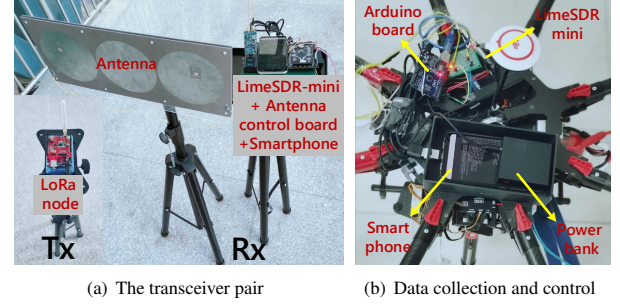 Antenna
LimeSDR-mini
+ Antenna
control board
+Smartphone
LoRa
node
Tx
Rx
(a) The transceiver pair
Arduino
board
LimeSDR
mini
Smart
phone
Power
bank
(b) Data collection and control